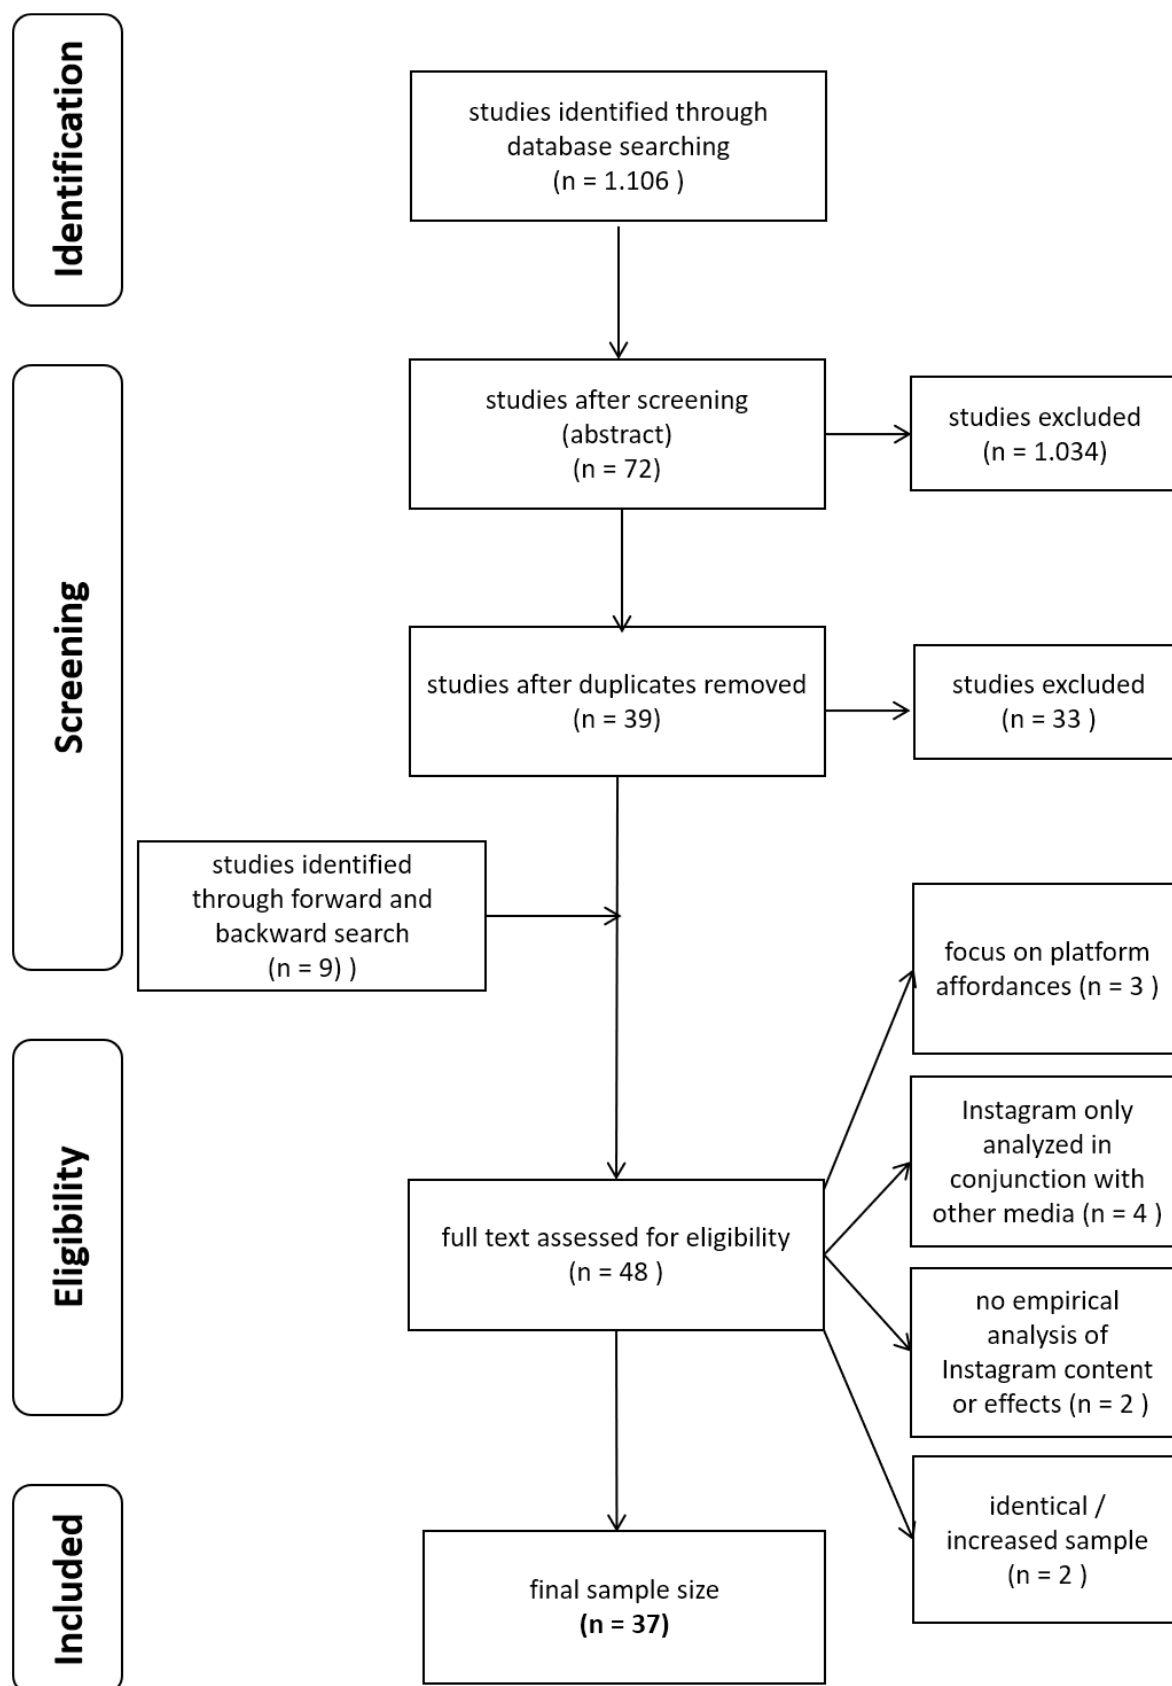 Identification
studies identified through
database searching
(n = 1.106 )
Screening
studies after screening
(abstract)
(n = 72)
studies excluded
(n = 1.034)
studies after duplicates removed
(n = 39)
studies excluded
(n = 33 )
studies identified
through forward and
backward search
(n = 9) )
Eligibility
full text assessed for eligibility
(n = 48 )
focus on platform
affordances (n = 3 )
Instagram only
analyzed in
conjunction with
other media (n = 4 )
no empirical
analysis of
Instagram content
or effects (n = 2 )
identical /
increased sample
(n = 2 )
Included
final sample size
(n = 37)